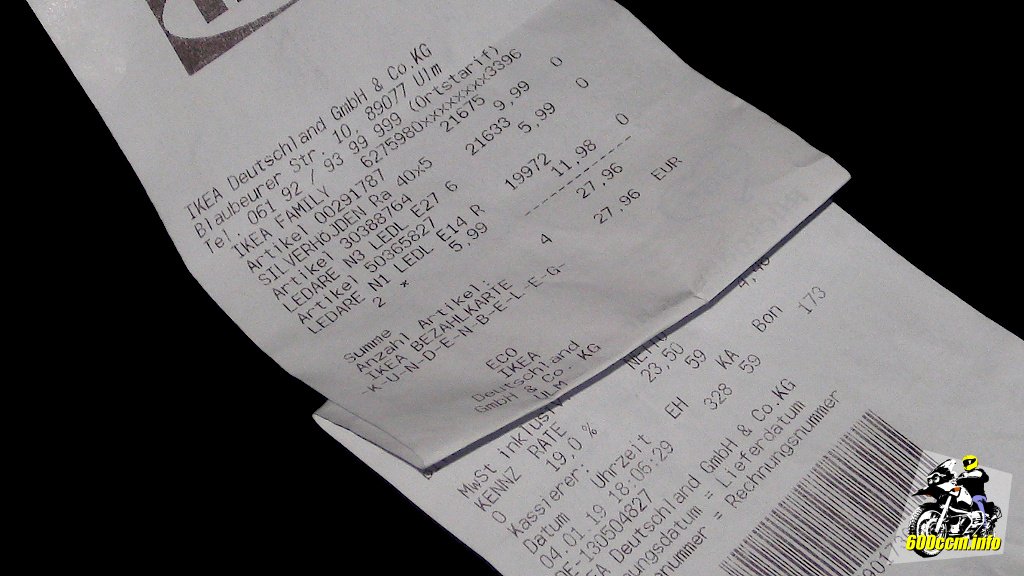 IKEA Deutschland GmbH & Co.KG
Blaubeurer Str. 10, 89077 Ulm
Tel. 061 92 / 93 99 999 (Ortstarif)
IKEA FAMILY 6275980xxxxxxxx3396
Artikel 00291787 21675
SILVERHöJDEN Ra 40x5 9,99 0
Artikel 30388764 21633
LEDARE N3 LEDL E27 6 5,99 0
Artikel 50365827 19972
LEDARE N1 LEDL E14 R 11.98 0
2 * 5.99
Summe 27,96
Anzahl Artikel: 4
IKEA BEZAHLKARTE 27,96 EUR
-K-U-N-D-E-N-B-E-L-E-G-
ECO
IKEA
Deutschland
GmbH & Co. KG
ULM
MwSt
KENNZ RATE
0 19.0 % 23,50
Kassierer: 59 KA Bon 173
Datum Uhrzeit EH
04.01.19 18:06:29 328 59
DE-130504627
IKEA Deutschland GmbH & Co.KG
= Lieferdatum
= Rechnungsnummer
600ccm.info